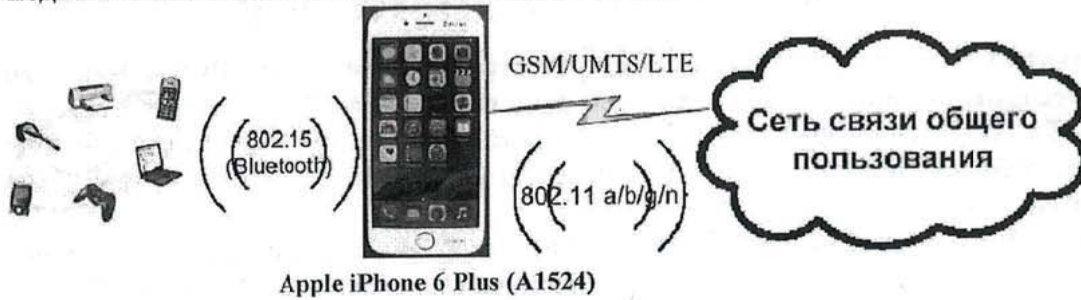 GSM/UMTS/LTE
802.15
(Bluetooth)
Сеть связи общего
пользования
802.11 a/b/g/n
Apple iPhone 6 Plus (A1524)